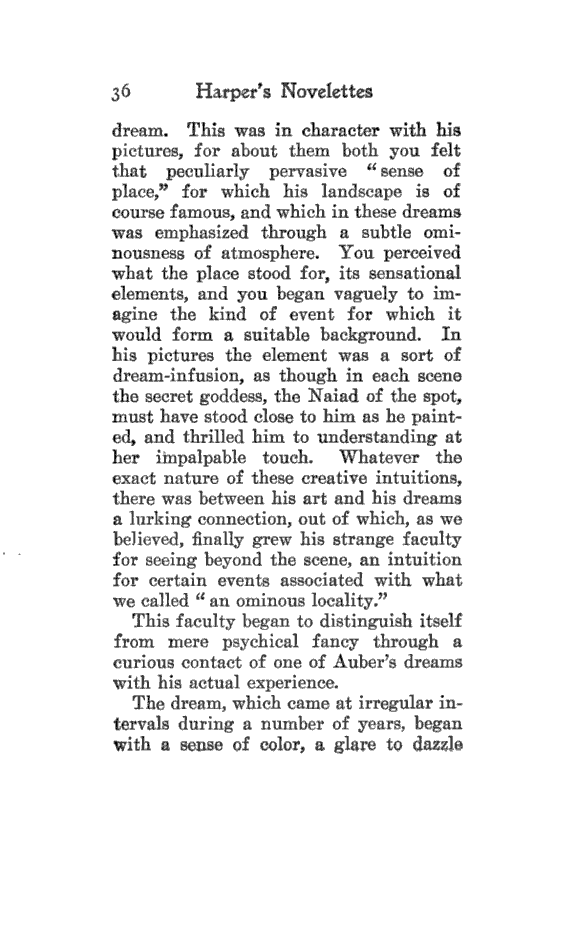 36 Harper's Novelettes
dream. This was in character with his
pictures, for about them both you felt
that peculiarly pervasive "sense of
place," for which his landscape is of
course famous, and which in these dreams
was emphasized through a subtle omi-
nousness of atmosphere. You perceived
what the place stood for, its sensational
elements, and you began vaguely to im-
agine the kind of event for which it
would form a suitable background. In
his pictures the element was a sort of
dream-infusion, as though in each scene
the secret goddess, the Naiad of the spot,
must have stood close to him as he paint-
ed, and thrilled him to understanding at
her impalpable touch. Whatever the
exact nature of these creative intuitions,
there was between his art and his dreams
a lurking connection, out of which, as we
believed, finally grew his strange faculty
for seeing beyond the scene, an intuition
for certain events associated with what
we called "an ominous locality."
This faculty began to distinguish itself
from mere psychical fancy through a
curious contact of one of Auber's dreams
with his actual experience.
The dream, which came at irregular in-
tervals during a number of years, began
with a sense of color, a glare to dazzle